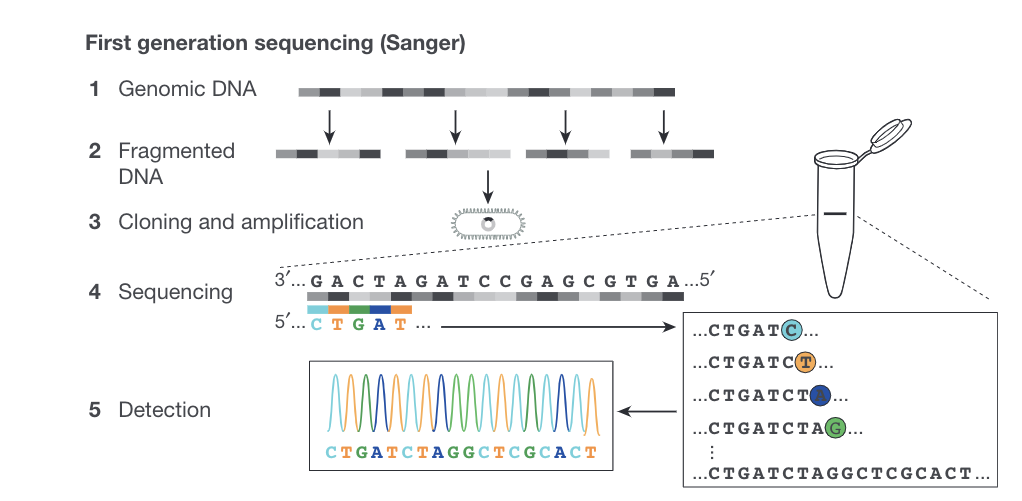 First generation sequencing (Sanger)
1 Genomic DNA
2 Fragmented
DNA
3 Cloning and amplification
3′...GACTAGATCCGAGCGTGA...5′
4 Sequencing
5′...CTGAT...
...CTGATC...
...CTGATCT...
...CTGATCTA...
...CTGATCTAG...
⋮
...CTGATCTAGGCTCGCACT...
5 Detection
CTGATCTAGGCTCGCACT